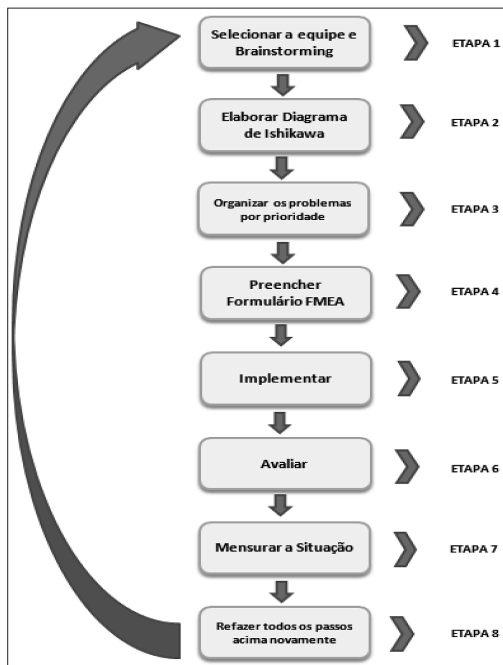 Selecionar a equipe e
Brainstorming
ETAPA 1
Elaborar Diagrama
de Ishikawa
ETAPA 2
Organizar os problemas
por prioridade
ETAPA 3
Preencher
Formulário FMEA
ETAPA 4
Implementar
ETAPA 5
Avaliar
ETAPA 6
Mensurar a Situação
ETAPA 7
Refazer todos os passos
acima novamente
ETAPA 8